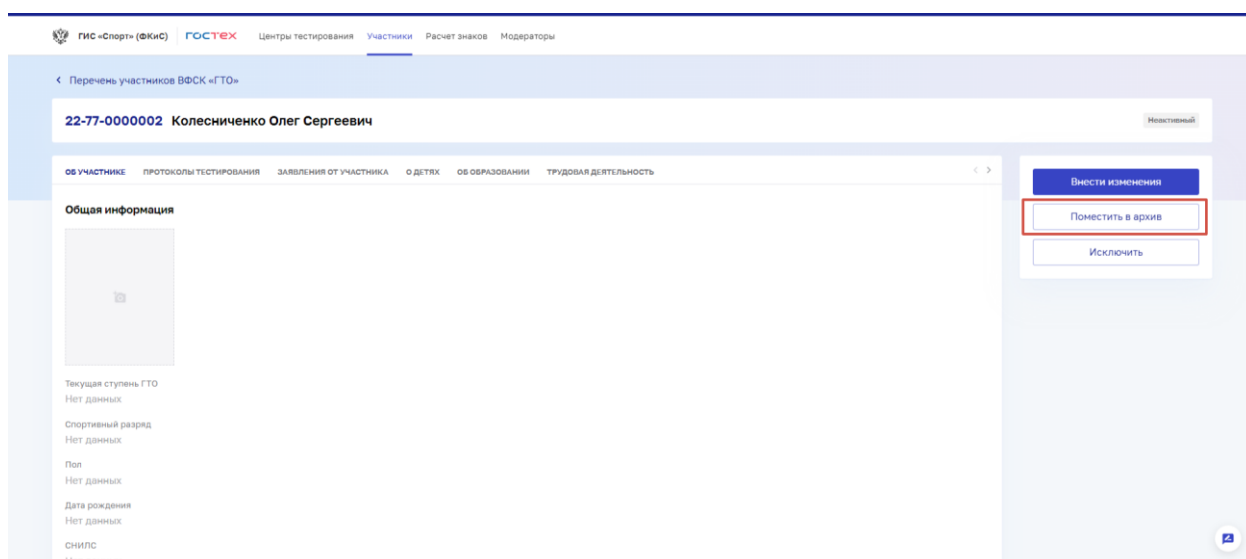 ГИС «Спорт» (ФКиС) ГОСТЕХ Центры тестирования Участники Расчет знаков Модераторы
Перечень участников ВФСК «ГТО»
22-77-0000002 Колесниченко Олег Сергеевич Неактивный
ОБ УЧАСТНИКЕ ПРОТОКОЛЫ ТЕСТИРОВАНИЯ ЗАЯВЛЕНИЯ ОТ УЧАСТНИКА О ДЕТЯХ ОБ ОБРАЗОВАНИИ ТРУДОВАЯ ДЕЯТЕЛЬНОСТЬ
Внести изменения
Общая информация
Поместить в архив
Исключить
Текущая ступень ГТО
Нет данных
Спортивный разряд
Нет данных
Пол
Нет данных
Дата рождения
Нет данных
СНИЛС